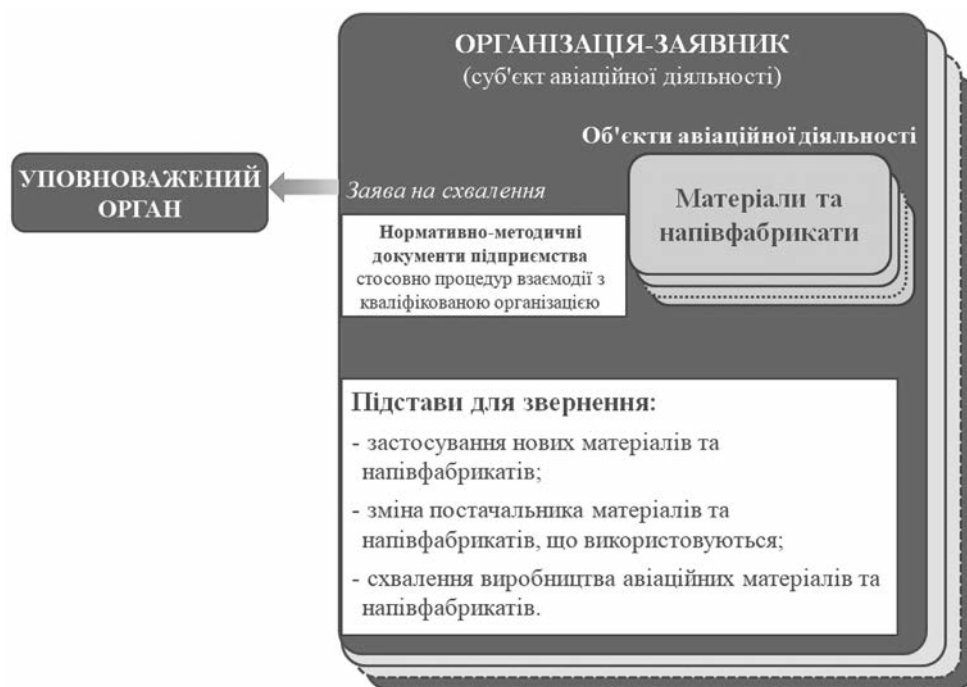 ОРГАНІЗАЦІЯ-ЗАЯВНИК
(суб'єкт авіаційної діяльності)
Об'єкти авіаційної діяльності
УПОВНОВАЖЕНИЙ
ОРГАН
Заява на схвалення
Матеріали та
напівфабрикати
Нормативно-методичні
документи підприємства
стосовно процедур взаємодії з
кваліфікованою організацією
Підстави для звернення:
- застосування нових матеріалів та
напівфабрикатів;
- зміна постачальника матеріалів та
напівфабрикатів, що використовуються;
- схвалення виробництва авіаційних матеріалів та
напівфабрикатів.